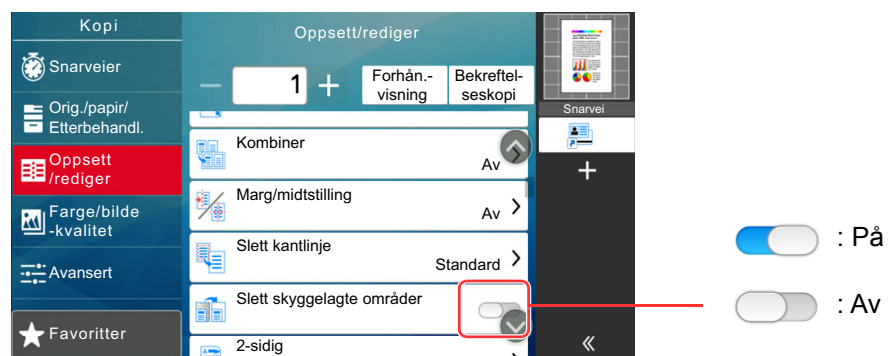 Kopi
Snarveier
Orig./papir/
Etterbehandl.
Oppsett
/rediger
Farge/bilde
-kvalitet
Avansert
Favoritter
Oppsett/rediger
1
Forhån.-
visning
Bekreftel-
seskopi
Kombiner
Av
Marg/midtstilling
Av
Slett kantlinje
Standard
Slett skyggelagte områder
2-sidig
Snarvei
: På
: Av